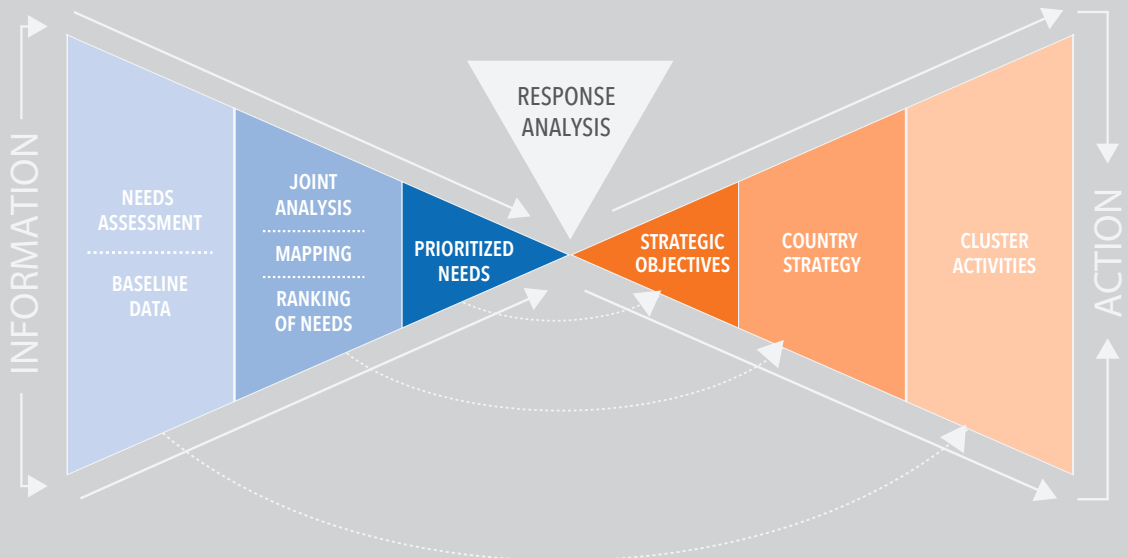 INFORMATION
NEEDS
ASSESSMENT
BASELINE
DATA
JOINT
ANALYSIS
MAPPING
RANKING
OF NEEDS
PRIORITIZED
NEEDS
RESPONSE
ANALYSIS
STRATEGIC
OBJECTIVES
COUNTRY
STRATEGY
CLUSTER
ACTIVITIES
ACTION